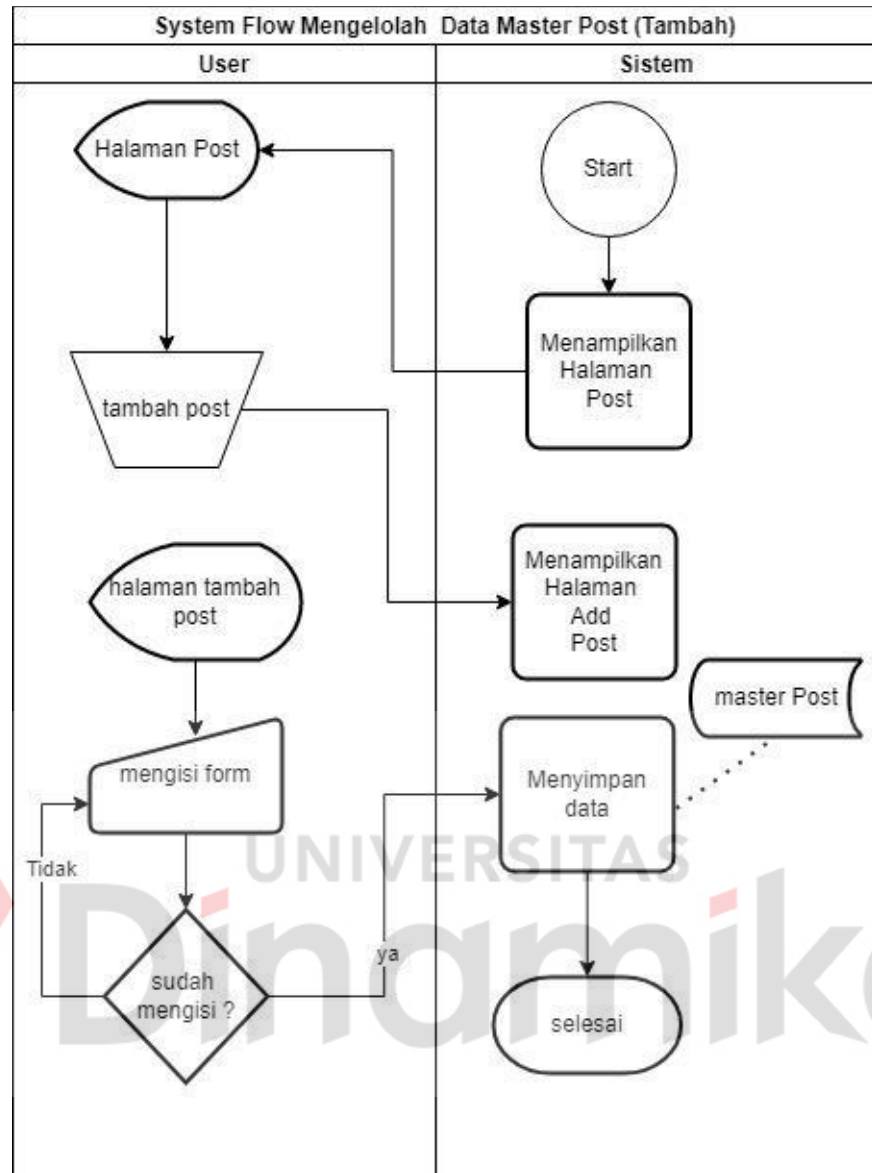 System Flow Mengelolah Data Master Post (Tambah)
User
Sistem
Halaman Post
Start
Menampilkan
Halaman
Post
tambah post
halaman tambah
post
Menampilkan
Halaman
Add
Post
master Post
mengisi form
Menyimpan
data
Tidak
UNIVERSITAS
Dinamika
sudah
mengisi ?
ya
selesai